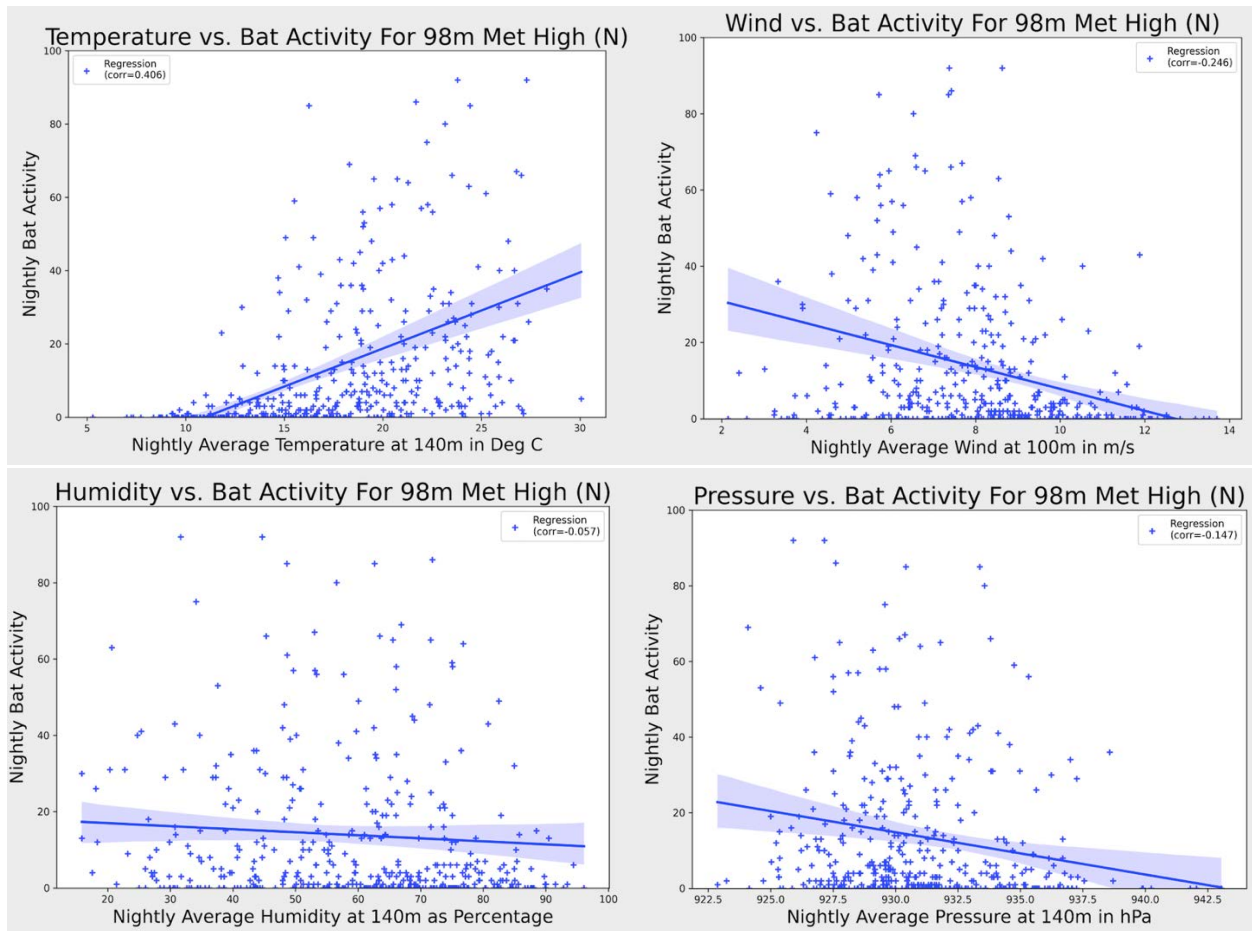 Temperature vs. Bat Activity For 98m Met High (N)
Regression
(corr=0.406)
100
80
60
40
20
0
Nightly Bat Activity
5 10 15 20 25 30
Nightly Average Temperature at 140m in Deg C
Wind vs. Bat Activity For 98m Met High (N)
Regression
(corr=-0.246)
100
80
60
40
20
0
Nightly Bat Activity
2 4 6 8 10 12 14
Nightly Average Wind at 100m in m/s
Humidity vs. Bat Activity For 98m Met High (N)
Regression
(corr=-0.057)
100
80
60
40
20
0
Nightly Bat Activity
20 30 40 50 60 70 80 90 100
Nightly Average Humidity at 140m as Percentage
Pressure vs. Bat Activity For 98m Met High (N)
Regression
(corr=-0.147)
100
80
60
40
20
0
Nightly Bat Activity
922.5 925.0 927.5 930.0 932.5 935.0 937.5 940.0 942.5
Nightly Average Pressure at 140m in hPa